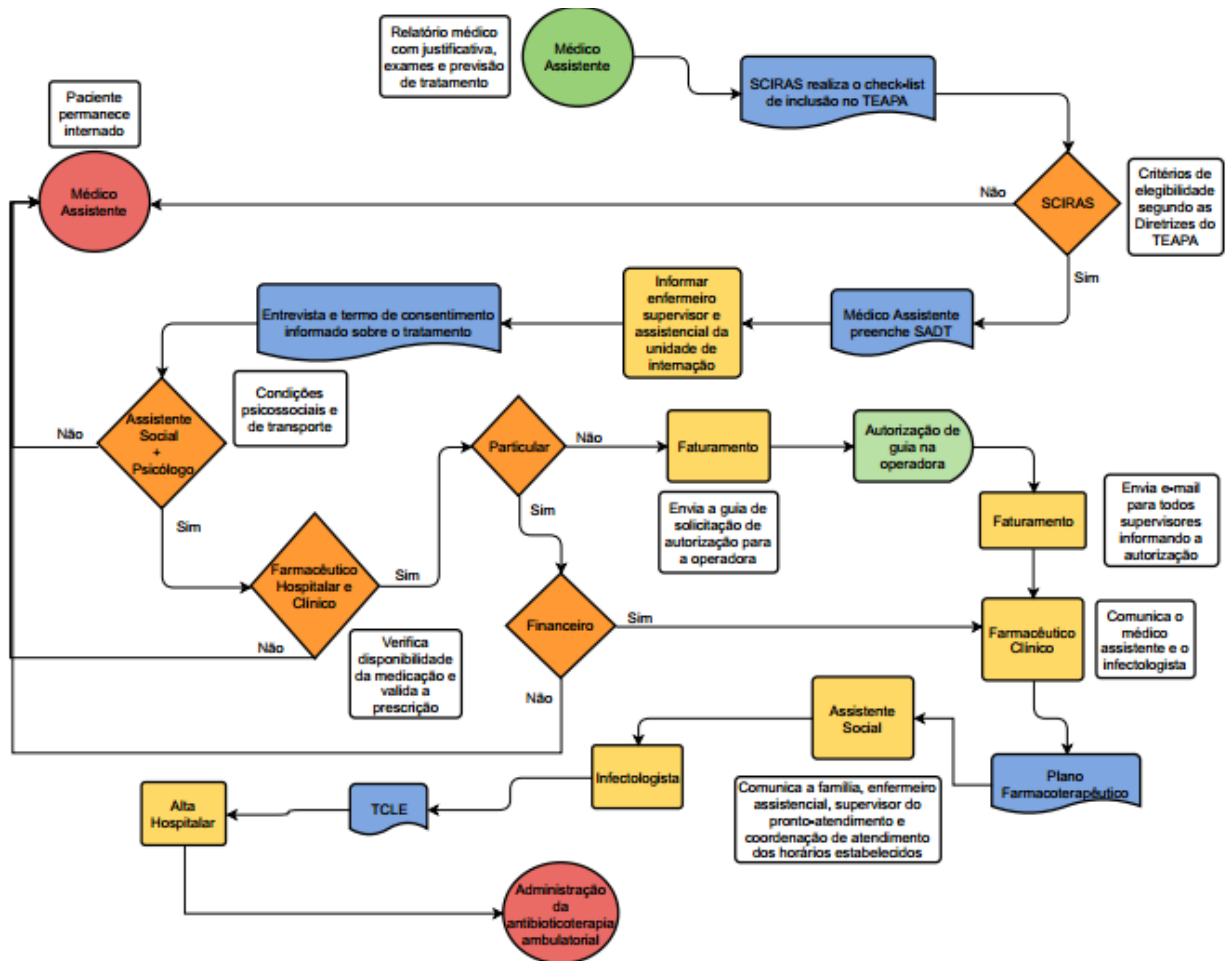 Relatório médico
com justificativa,
exames e previsão
de tratamento
Médico
Assistente
SCIRAS realiza o check-list
de inclusão no TEAPA
Paciente
permanece
internado
Médico
Assistente
Não
SCIRAS
Critérios de
elegibilidade
segundo as
Diretrizes do
TEAPA
Sim
Médico Assistente
preenche SADT
Informar
enfermeiro
supervisor e
assistencial da
unidade de
internação
Entrevista e termo de consentimento
informado sobre o tratamento
Assistente
Social
+
Psicólogo
Condições
psicossociais e
de transporte
Não
Sim
Farmacêutico
Hospitalar e
Clínico
Sim
Não
Verifica
disponibilidade
da medicação e
valida a
prescrição
Particular
Não
Sim
Faturamento
Envia a guia de
solicitação de
autorização para
a operadora
Autorização de
guia na
operadora
Faturamento
Envia e-mail
para todos
supervisores
informando a
autorização
Financeiro
Sim
Não
Farmacêutico
Clínico
Comunica o
médico
assistente e o
infectologista
Plano
Farmacoterapêutico
Assistente
Social
Comunica a família, enfermeiro
assistencial, supervisor do
pronto-atendimento e
coordenação de atendimento
dos horários estabelecidos
Infectologista
TCLE
Alta
Hospitalar
Administração
da
antibioticoterapia
ambulatorial